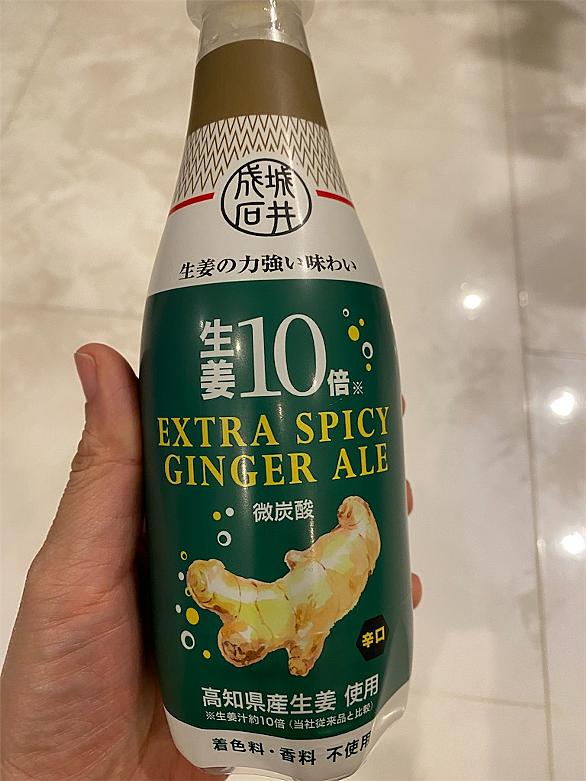 成城
石井
生姜の力強い味わい
生姜10倍※
EXTRA SPICY
GINGER ALE
微炭酸
辛口
高知県産生姜 使用
※生姜汁約10倍（当社従来品と比較）
着色料・香料 不使用